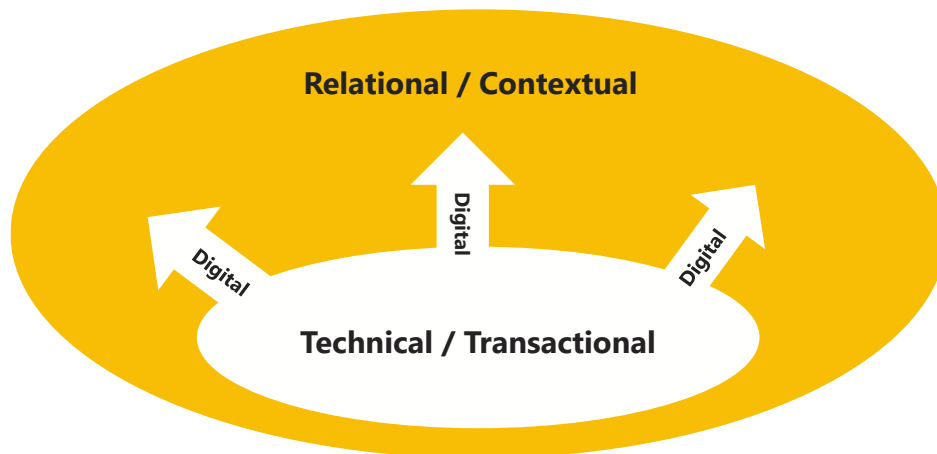 Relational / Contextual
Digital
Digital
Digital
Technical / Transactional